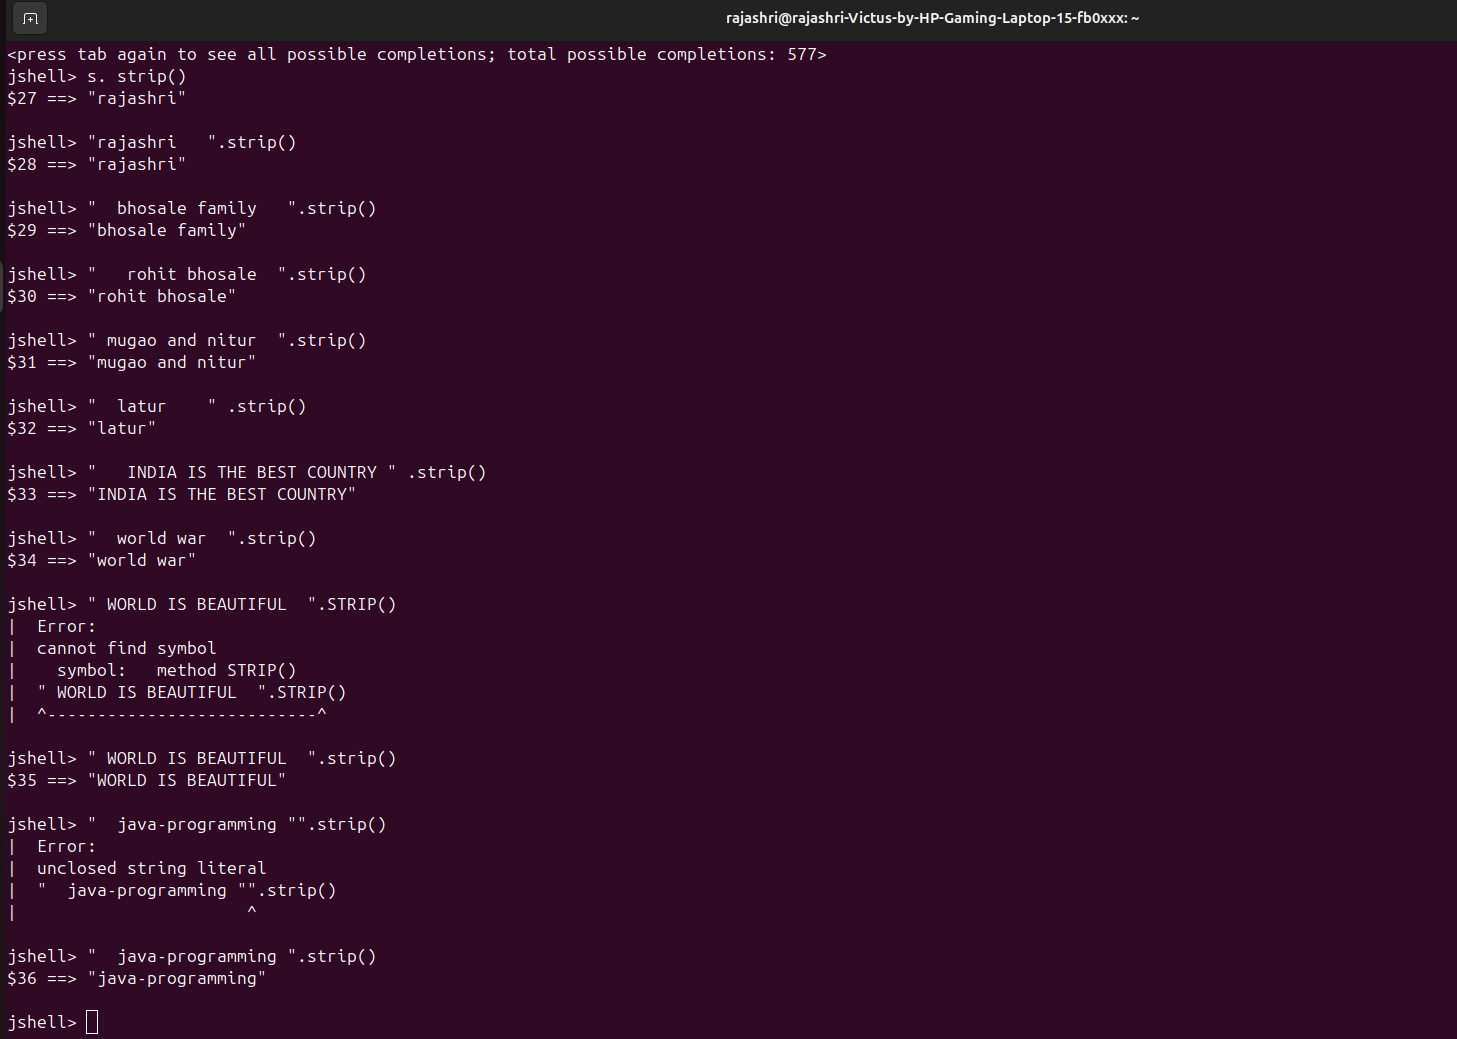 rajashri@rajashri-Victus-by-HP-Gaming-Laptop-15-fb0xxx: ~
<press tab again to see all possible completions; total possible completions: 577>
jshell> s. strip()
$27 ==> "rajashri"
jshell> "rajashri   ".strip()
$28 ==> "rajashri"
jshell> "  bhosale family   ".strip()
$29 ==> "bhosale family"
jshell> "   rohit bhosale  ".strip()
$30 ==> "rohit bhosale"
jshell> " mugao and nitur  ".strip()
$31 ==> "mugao and nitur"
jshell> "  latur    " .strip()
$32 ==> "latur"
jshell> "   INDIA IS THE BEST COUNTRY " .strip()
$33 ==> "INDIA IS THE BEST COUNTRY"
jshell> "  world war  ".strip()
$34 ==> "world war"
jshell> " WORLD IS BEAUTIFUL  ".STRIP()
|  Error:
|  cannot find symbol
|    symbol:   method STRIP()
|  " WORLD IS BEAUTIFUL  ".STRIP()
|  ^---------------------------^
jshell> " WORLD IS BEAUTIFUL  ".strip()
$35 ==> "WORLD IS BEAUTIFUL"
jshell> "  java-programming "".strip()
|  Error:
|  unclosed string literal
|  "  java-programming "".strip()
|                       ^
jshell> "  java-programming ".strip()
$36 ==> "java-programming"
jshell>